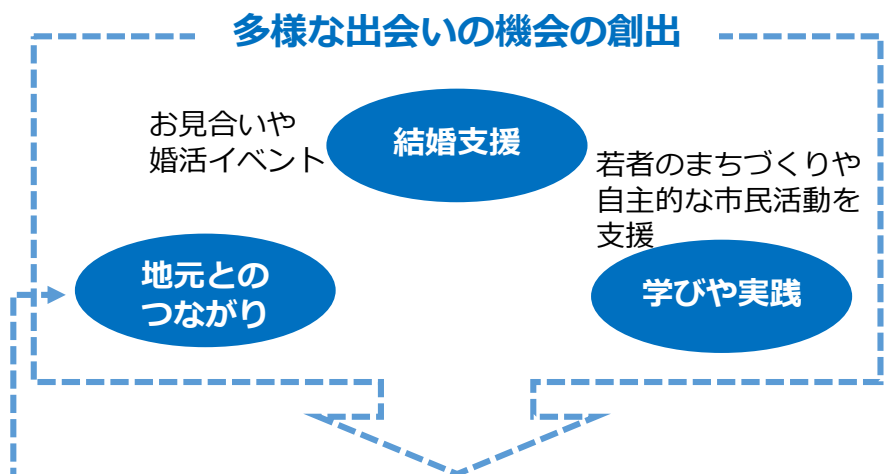 多様な出会いの機会の創出
お見合いや
婚活イベント
結婚支援
若者のまちづくりや
自主的な市民活動を
支援
地元との
つながり
学びや実践